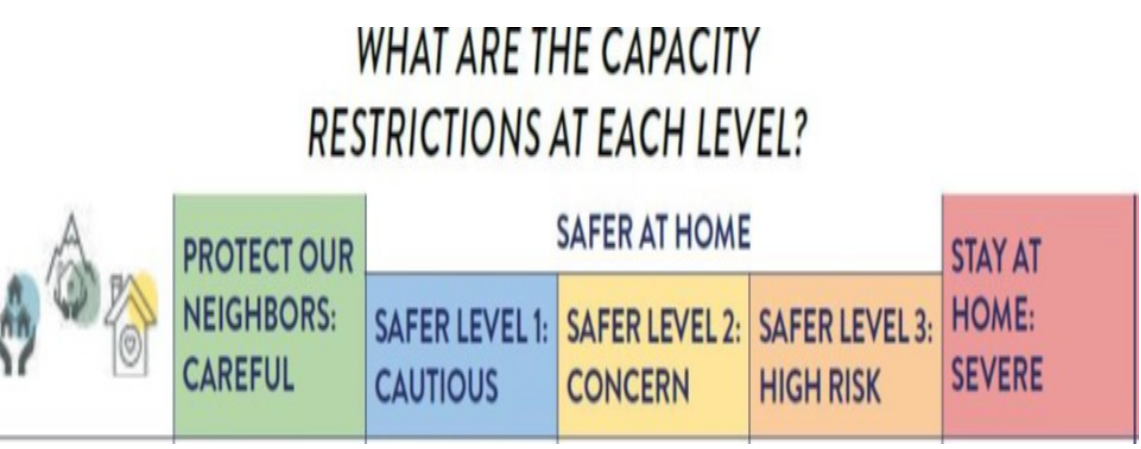 WHAT ARE THE CAPACITY
RESTRICTIONS AT EACH LEVEL?
PROTECT OUR
NEIGHBORS:
CAREFUL
SAFER AT HOME
SAFER LEVEL 1:
CAUTIOUS
SAFER LEVEL 2:
CONCERN
SAFER LEVEL 3:
HIGH RISK
STAY AT
HOME:
SEVERE